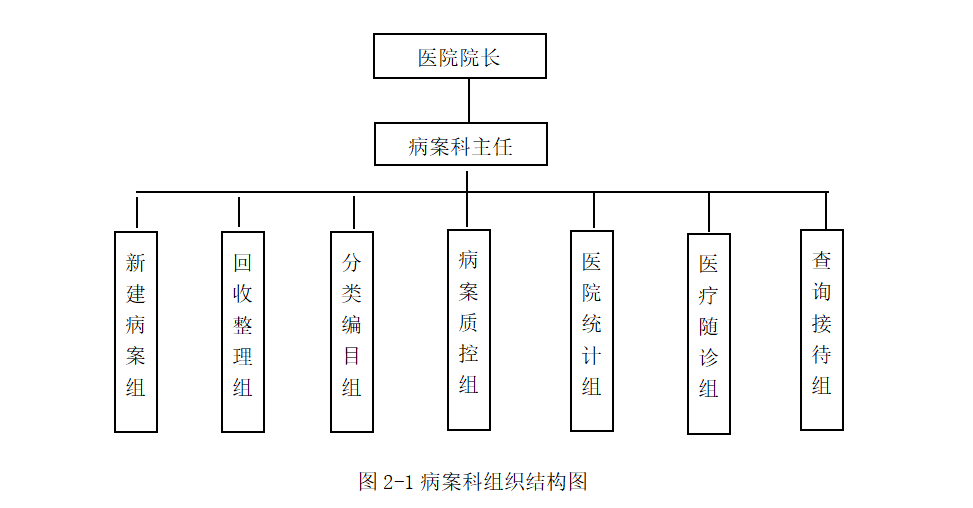 医院院长
病案科主任
新建病案组
回收整理组
分类编目组
病案质控组
医院统计组
医疗随诊组
查询接待组
图 2-1 病案科组织结构图